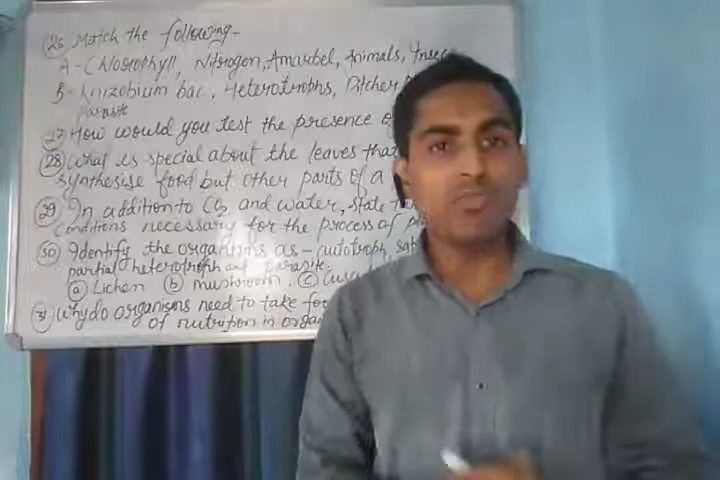 (26) Match the following-
A - Chlorophyll, Nitrogen, Amarbel, Animals, Insec
B - Rhizobium bac., Heterotrophs, Pitcher
Parasite
(27) How would you test the presence of
(28) What is special about the leaves that
synthesise food but other parts of a
(29) In addition to CO2 and water, state
conditions necessary for the process of
(30) Identify the organisms as - autotroph,
partial heterotroph and parasite.
(a) Lichen (b) mushroom. (c)
(31) Why do organisms need to take foo
of nutrition in organ